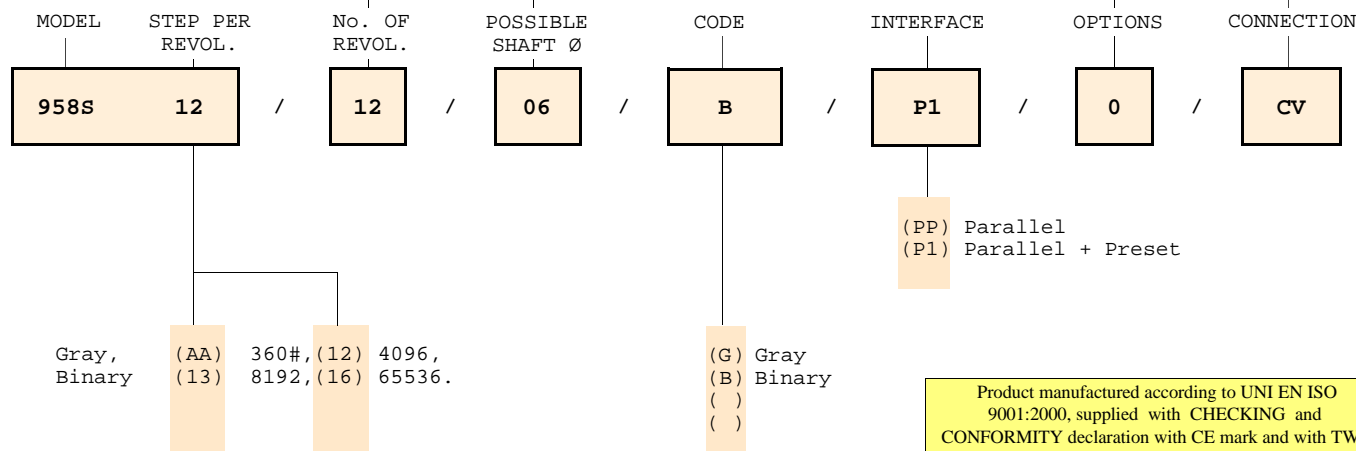 MODEL STEP PER No. OF POSSIBLE CODE INTERFACE OPTIONS CONNECTION
REVOL. REVOL. SHAFT Ø
958S 12 / 12 / 06 / B / P1 / 0 / CV
(PP) Parallel
(P1) Parallel + Preset
Gray, (AA) 360#,(12) 4096,
Binary (13) 8192,(16) 65536.
(G) Gray
(B) Binary
( )
( )
Product manufactured according to UNI EN ISO
9001:2000, supplied with CHECKING and
CONFORMITY declaration with CE mark and with